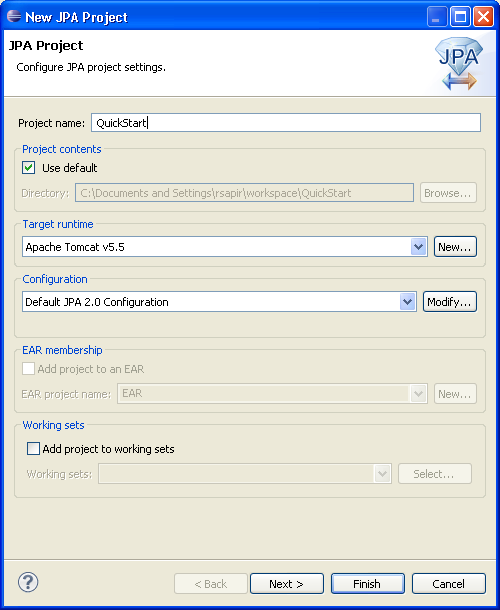 New JPA Project
JPA Project
Configure JPA project settings.
JPA
Project name: QuickStart
Project contents
Use default
Directory: C:\Documents and Settings\rsapir\workspace\QuickStart Browse...
Target runtime
Apache Tomcat v5.5 New...
Configuration
Default JPA 2.0 Configuration Modify...
EAR membership
Add project to an EAR
EAR project name: EAR New...
Working sets
Add project to working sets
Working sets: Select...
? < Back Next > Finish Cancel